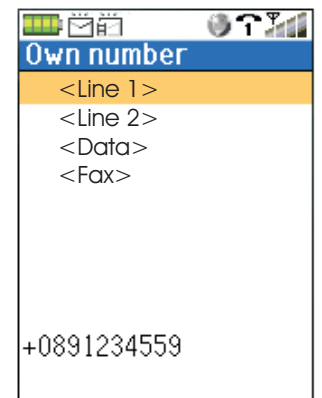 Own number
<Line 1>
<Line 2>
<Data>
<Fax>
+0891234559